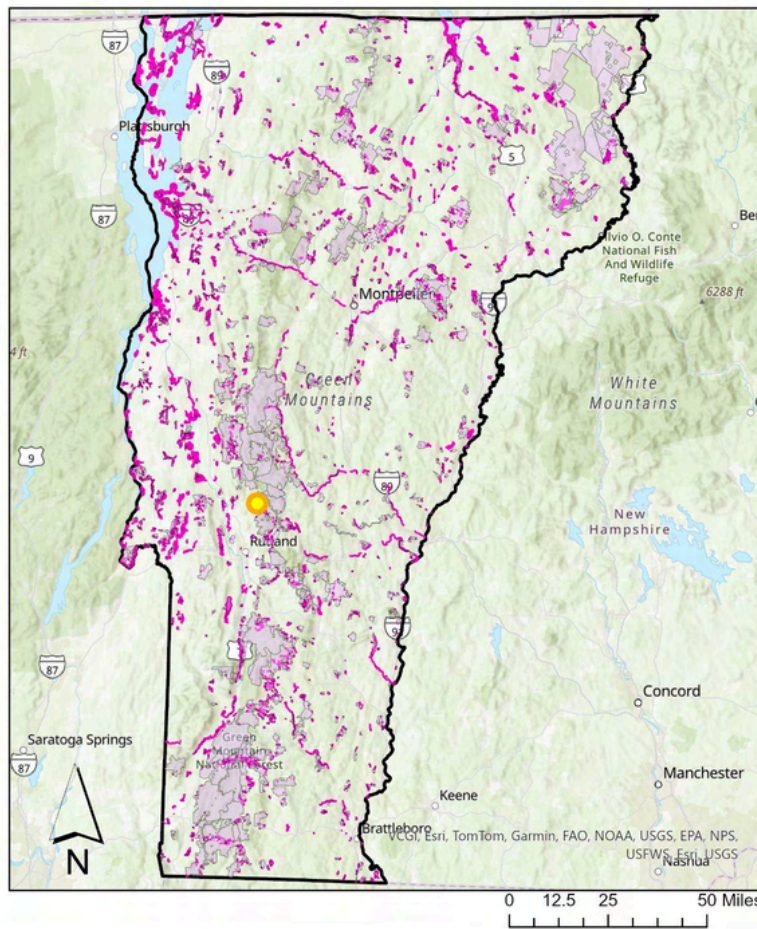 87
89
Plattsburgh
5
87
Silvio O. Conte
National Fish
And Wildlife
Refuge
6288 ft
Montpelier
4 ft
Green
Mountains
White
Mountains
9
89
New
Hampshire
Rutland
87
Concord
Saratoga Springs
Green
Mountain
National Forest
87
Manchester
Keene
Brattleboro
VCGI, Esri, TomTom, Garmin, FAO, NOAA, USGS, EPA, NPS,
USFWS, Esri, USGS
Nashua
N
0 12.5 25 50 Miles